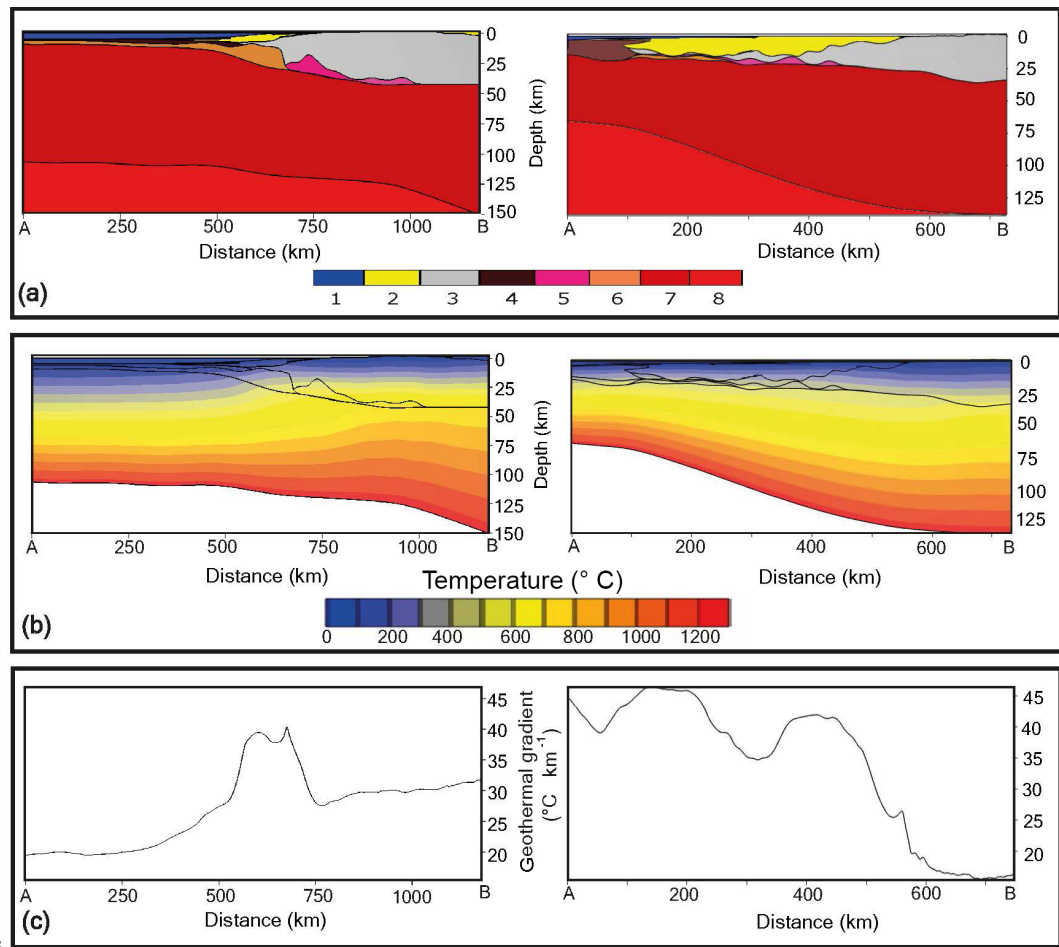 0
25
50
75
100
125
150
Depth (km)
A 250 500 750 1000 B
Distance (km)
0
25
50
75
100
125
A 200 400 600 B
Distance (km)
1 2 3 4 5 6 7 8
(a)
0
25
50
75
100
125
150
Depth (km)
A 250 500 750 1000 B
Distance (km)
0
25
50
75
100
125
A 200 400 600 B
Distance (km)
Temperature (° C)
0 200 400 600 800 1000 1200
(b)
45
40
35
30
25
20
Geothermal gradient
(°C km⁻¹)
A 250 500 750 1000 B
Distance (km)
45
40
35
30
25
20
A 200 400 600 B
Distance (km)
(c)